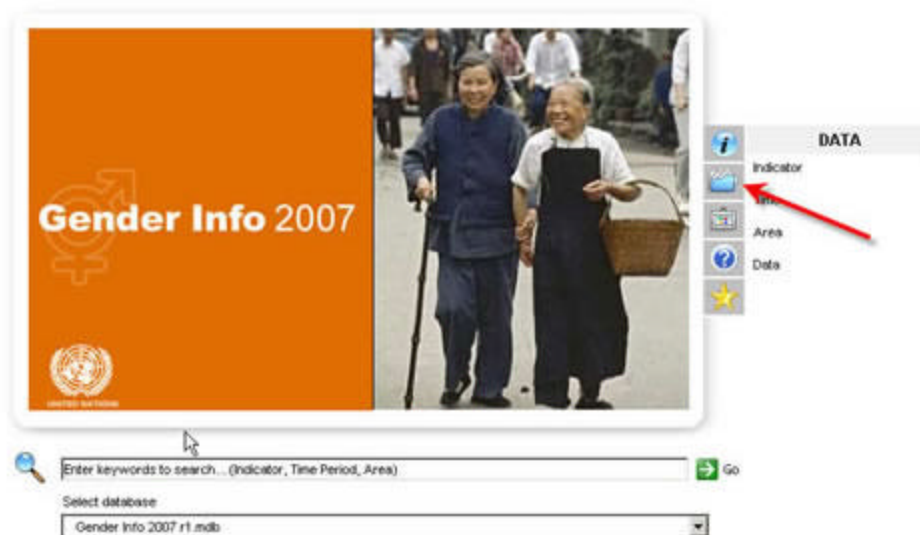 Gender Info 2007
UNITED NATIONS
DATA
Indicator
Time
Area
Data
Enter keywords to search... (Indicator, Time Period, Area)
Go
Select database
Gender Info 2007 r1.mdb